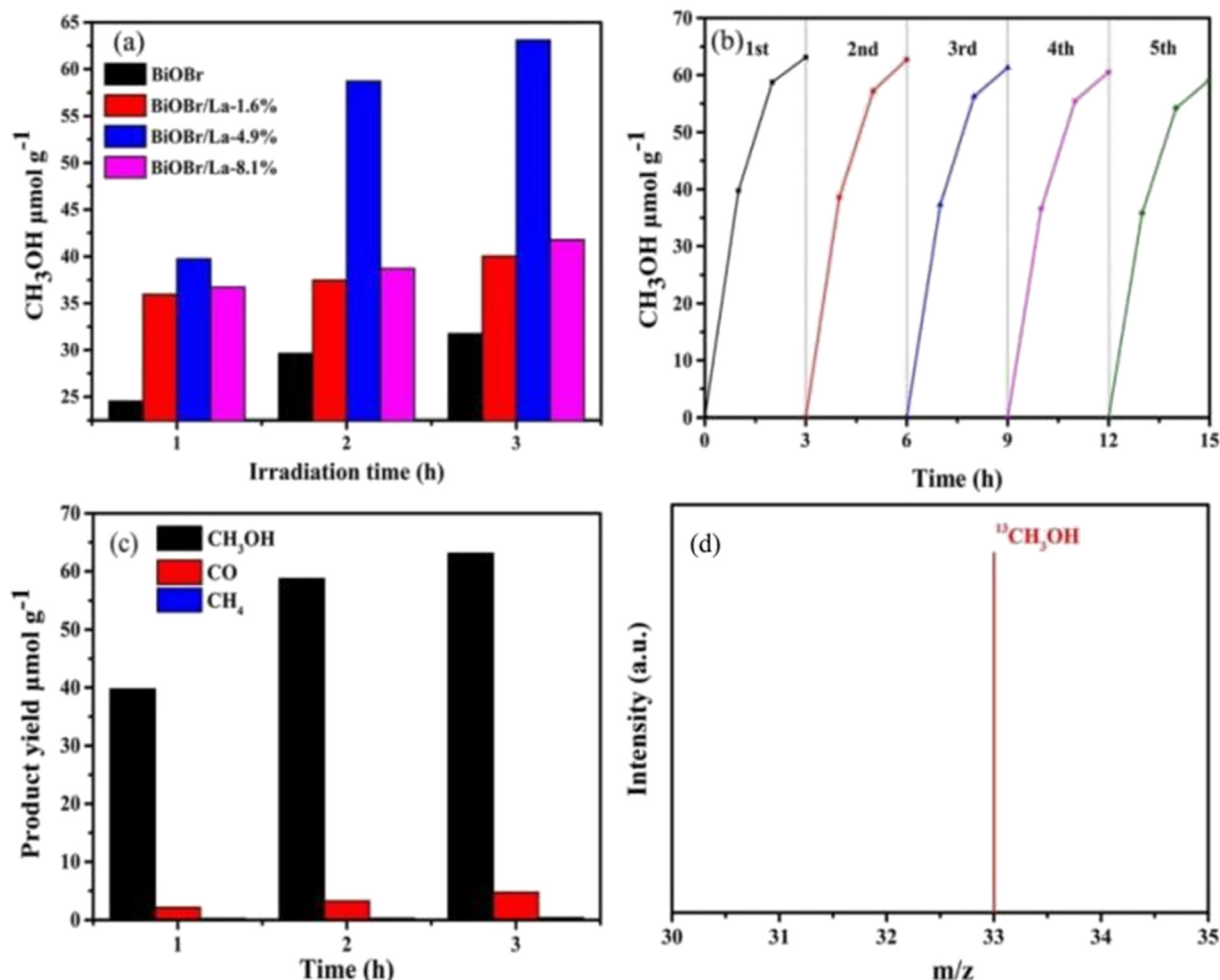 (a)
BiOBr
BiOBr/La-1.6%
BiOBr/La-4.9%
BiOBr/La-8.1%
CH₃OH μmol g⁻¹
65
60
55
50
45
40
35
30
25
1 2 3
Irradiation time (h)
(b)
1st 2nd 3rd 4th 5th
CH₃OH μmol g⁻¹
70
60
50
40
30
20
10
0
0 3 6 9 12 15
Time (h)
(c)
CH₃OH
CO
CH₄
Product yield μmol g⁻¹
70
60
50
40
30
20
10
0
1 2 3
Time (h)
(d)
¹³CH₃OH
Intensity (a.u.)
30 31 32 33 34 35
m/z